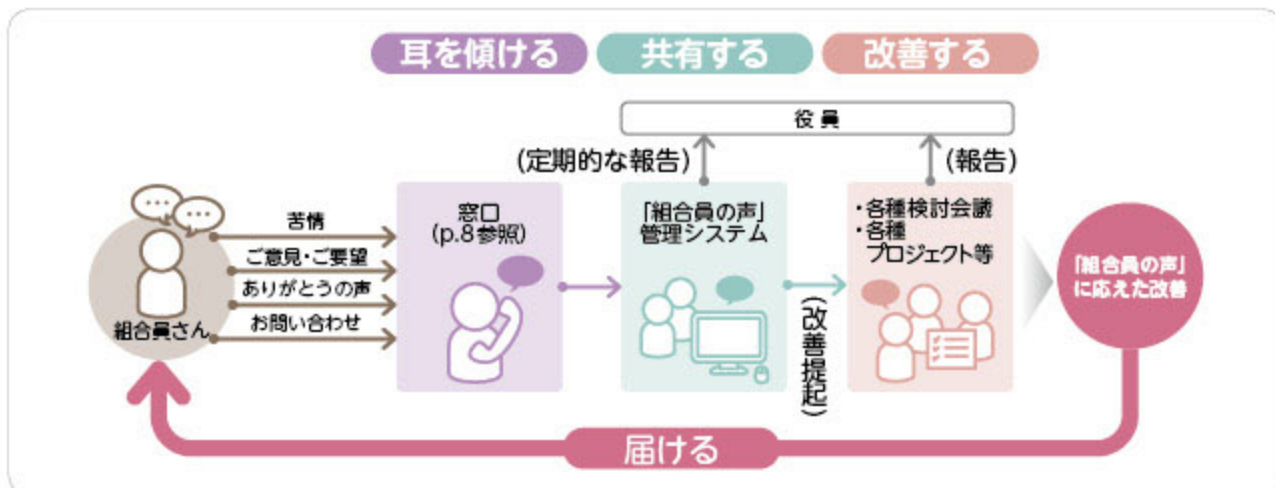 耳を傾ける
共有する
改善する
役員
(定期的な報告)
(報告)
苦情
ご意見・ご要望
ありがとうの声
お問い合わせ
組合員さん
窓口
(p.8参照)
「組合員の声」
管理システム
(改善提起)
・各種検討会議
・各種
プロジェクト等
「組合員の声」
に応えた改善
届ける